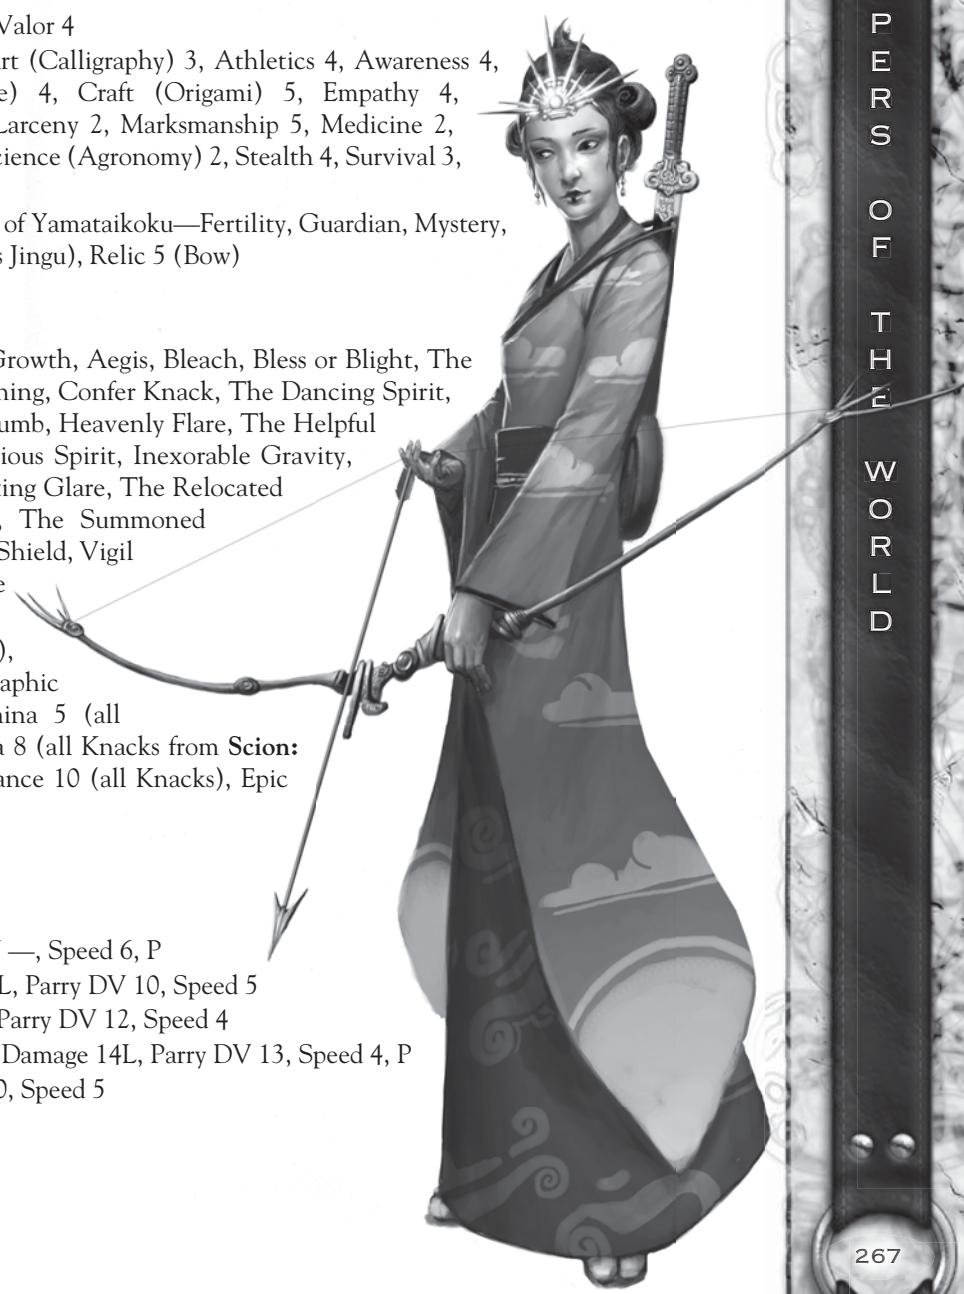 Valor 4
rt (Calligraphy) 3, Athletics 4, Awareness 4,
e) 4, Craft (Origami) 5, Empathy 4,
Larceny 2, Marksmanship 5, Medicine 2,
cience (Agronomy) 2, Stealth 4, Survival 3,
of Yamataikoku—Fertility, Guardian, Mystery,
s Jingu), Relic 5 (Bow)
Growth, Aegis, Bleach, Bless or Blight, The
ning, Confer Knack, The Dancing Spirit,
umb, Heavenly Flare, The Helpful
ious Spirit, Inexorable Gravity,
ting Glare, The Relocated
, The Summoned
Shield, Vigil
e
),
aphic
ina 5 (all
a 8 (all Knacks from Scion:
ance 10 (all Knacks), Epic
—, Speed 6, P
L, Parry DV 10, Speed 5
Parry DV 12, Speed 4
Damage 14L, Parry DV 13, Speed 4, P
0, Speed 5
PERS OF THE WORLD
267